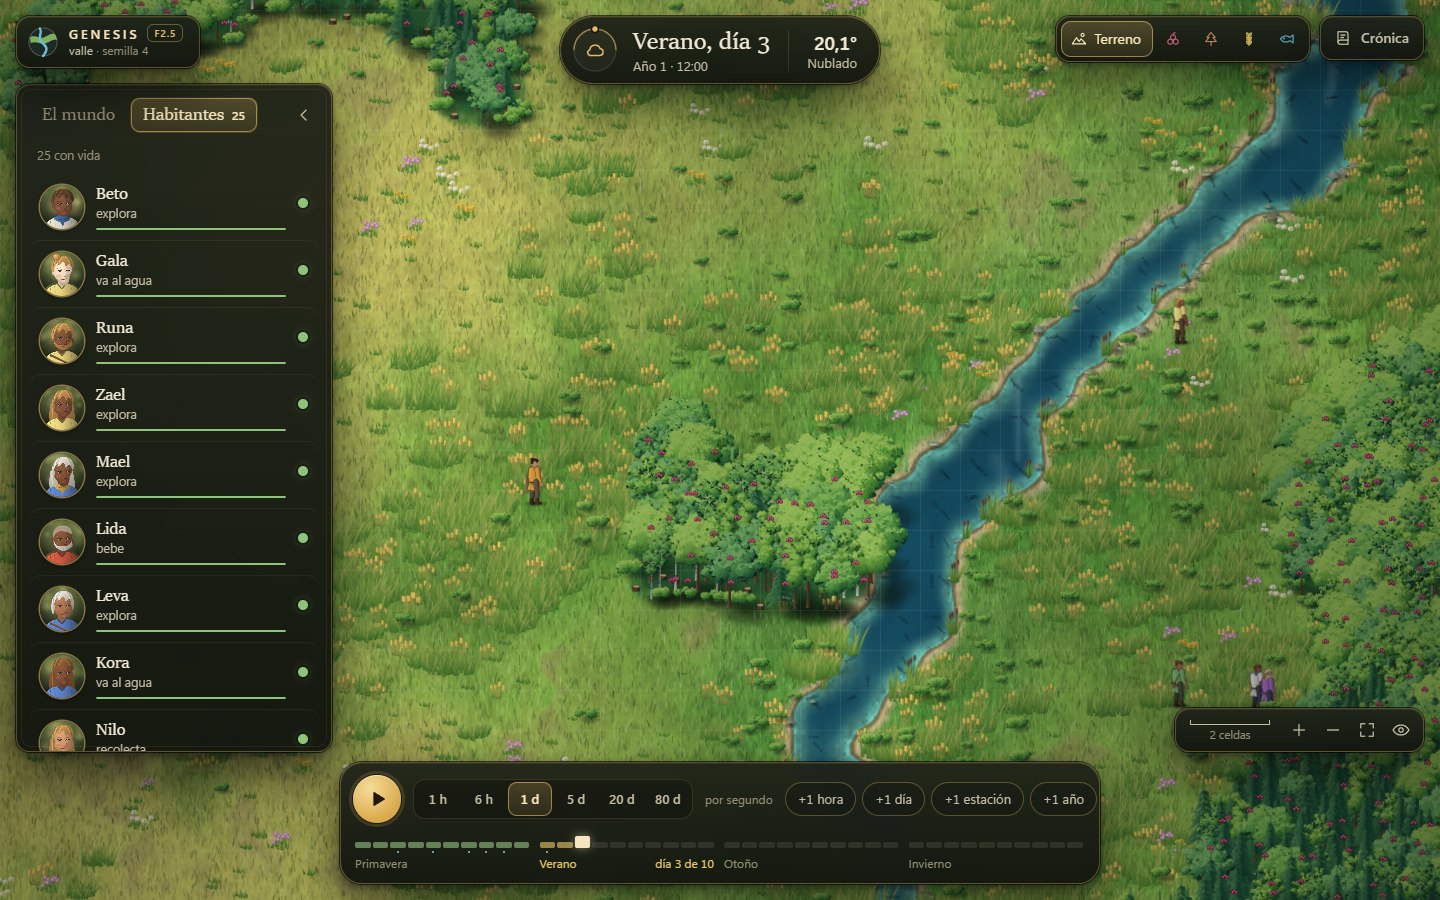 GENESIS F2.5
valle · semilla 4
Verano, día 3
Año 1 · 12:00
20,1°
Nublado
Terreno
Crónica
El mundo
Habitantes 25
25 con vida
Beto
explora
Gala
va al agua
Runa
explora
Zael
explora
Mael
explora
Lida
bebe
Leva
explora
Kora
va al agua
Nilo
recolecta
2 celdas
1 h 6 h 1 d 5 d 20 d 80 d por segundo +1 hora +1 día +1 estación +1 año
Primavera Verano día 3 de 10 Otoño Invierno